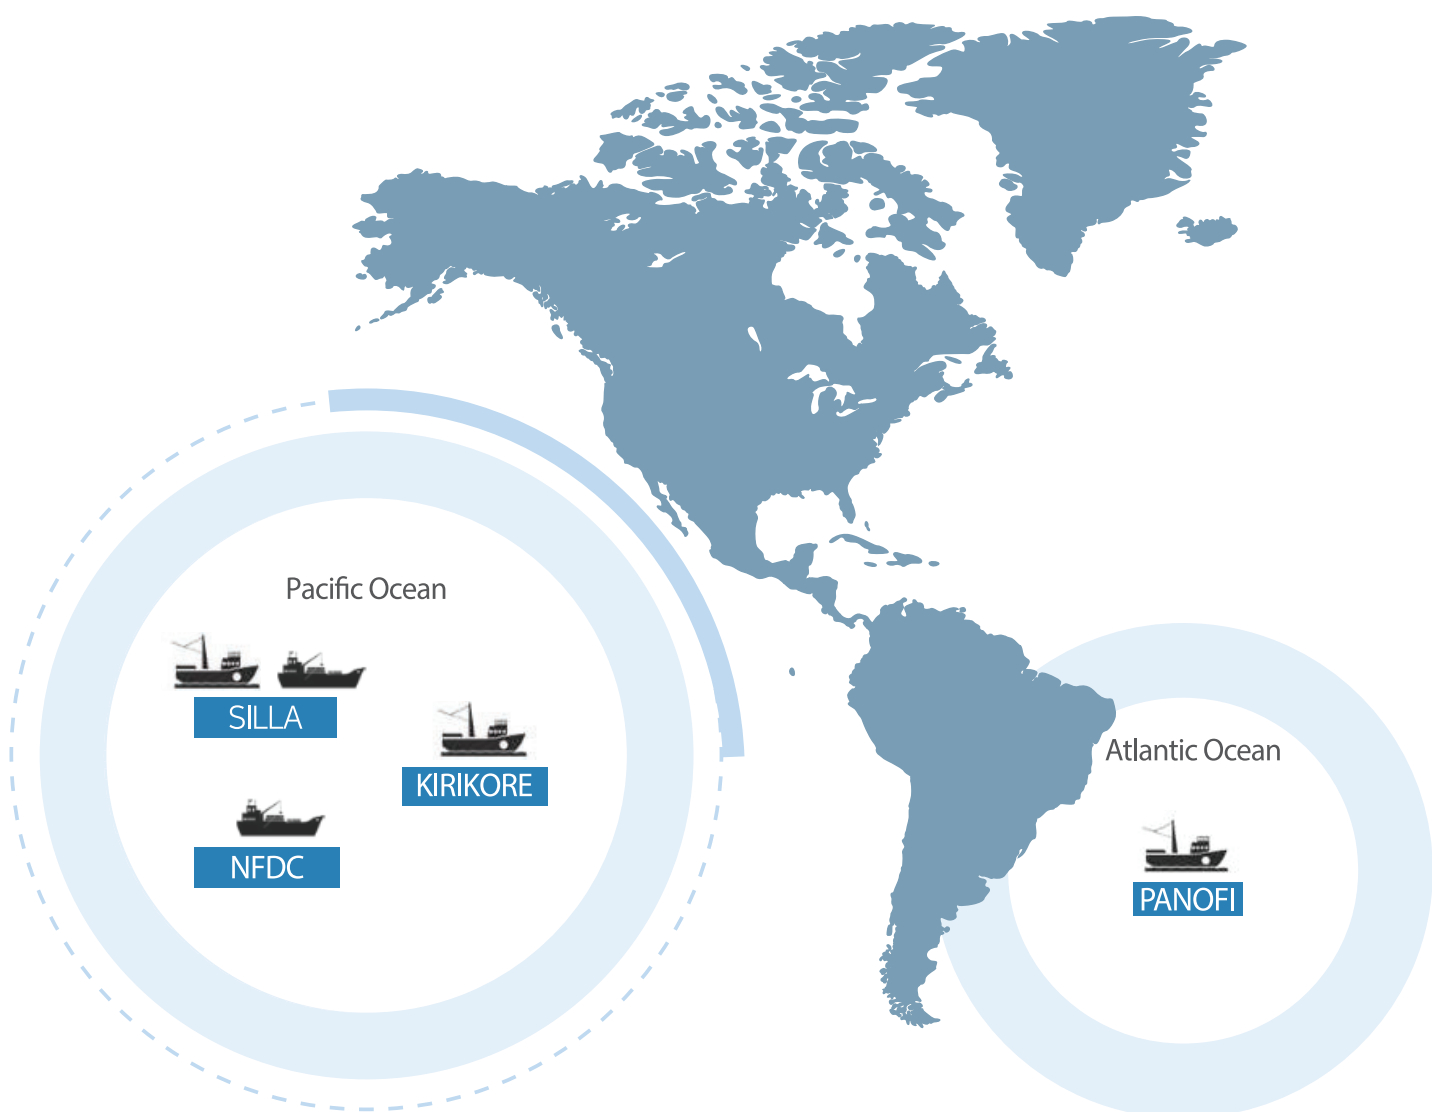 Pacific Ocean
SILLA
KIRIKORE
NFDC
Atlantic Ocean
PANOFI